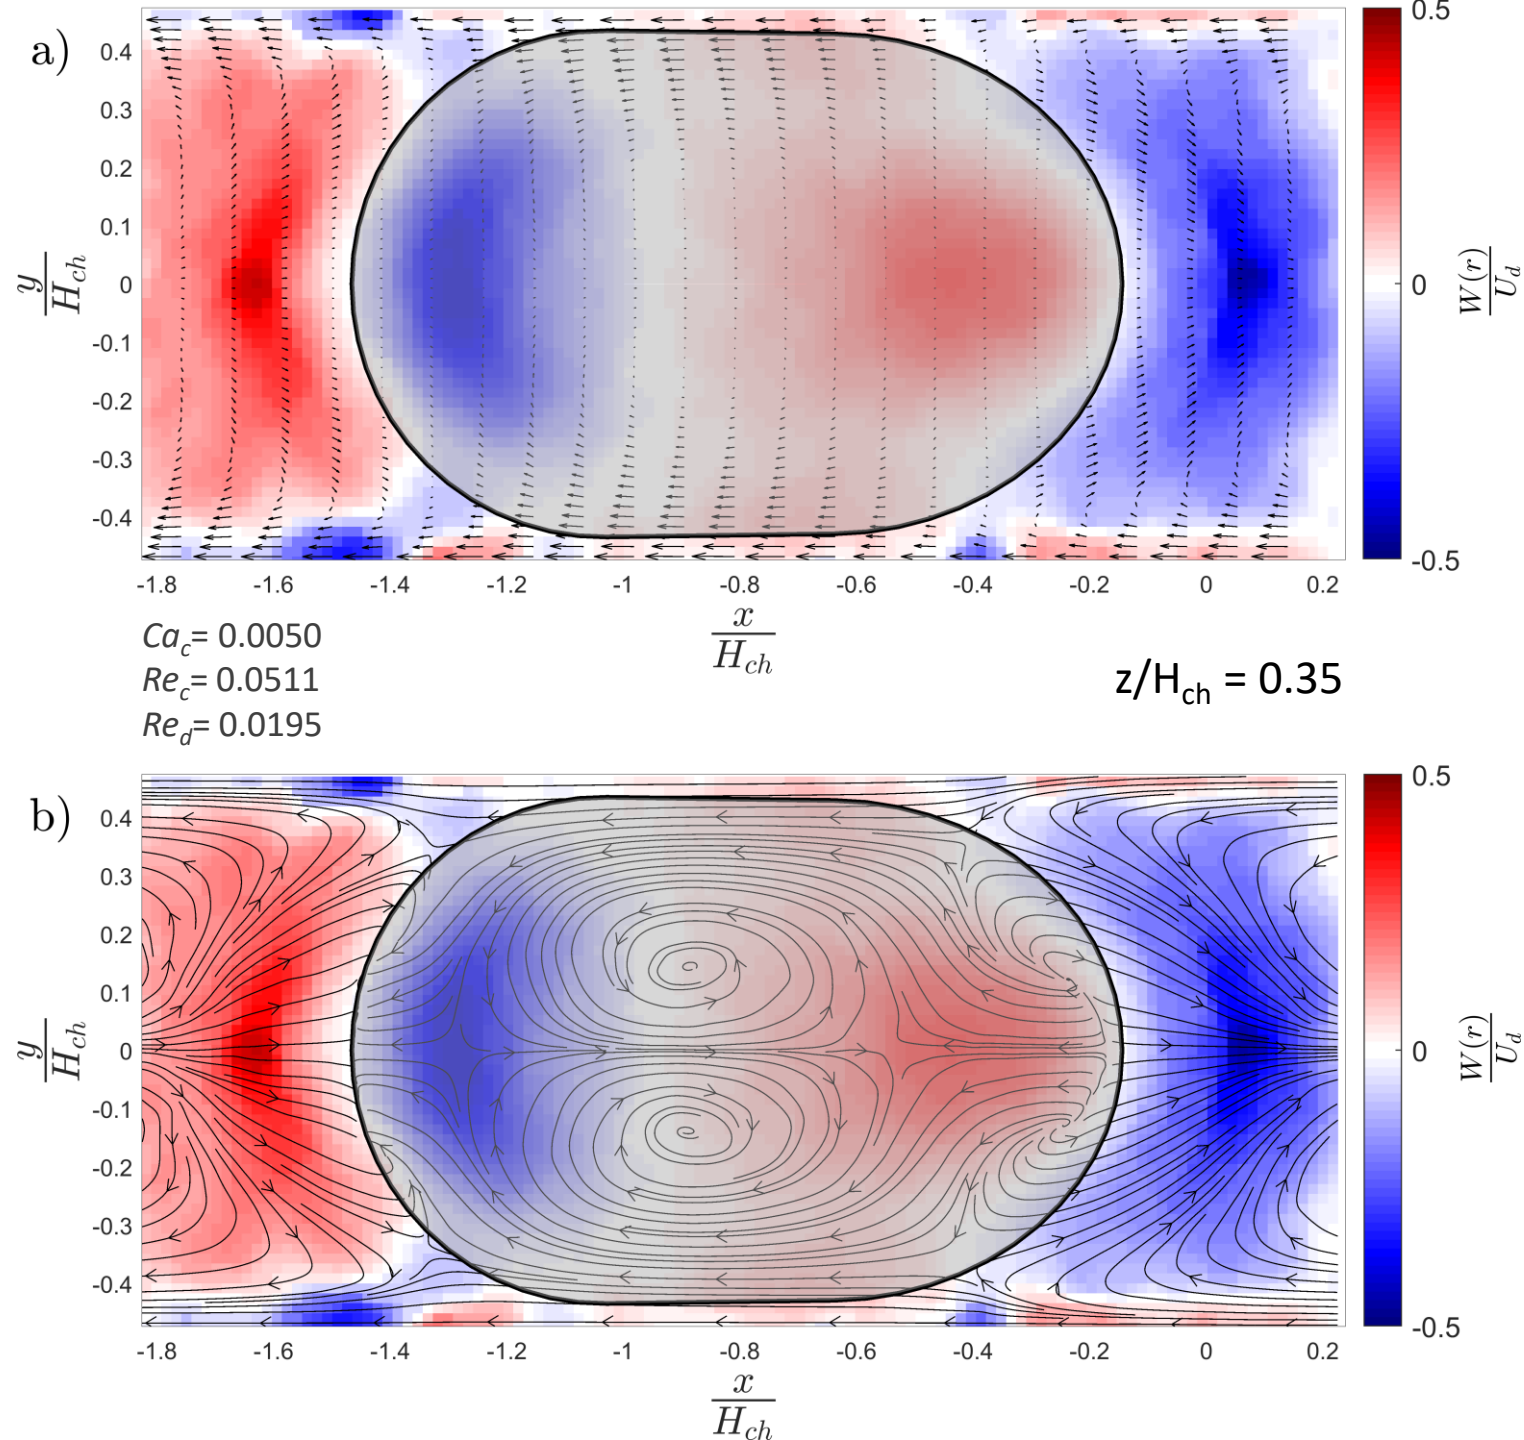 a)
0.4
0.3
0.2
0.1
0
-0.1
-0.2
-0.3
-0.4
y
H_ch
-1.8 -1.6 -1.4 -1.2 -1 -0.8 -0.6 -0.4 -0.2 0 0.2
x
H_ch
0.5
0
-0.5
W(r)
U_d
Ca_c= 0.0050
Re_c= 0.0511
Re_d= 0.0195
z/H_ch = 0.35
b)
0.4
0.3
0.2
0.1
0
-0.1
-0.2
-0.3
-0.4
y
H_ch
-1.8 -1.6 -1.4 -1.2 -1 -0.8 -0.6 -0.4 -0.2 0 0.2
x
H_ch
0.5
0
-0.5
W(r)
U_d